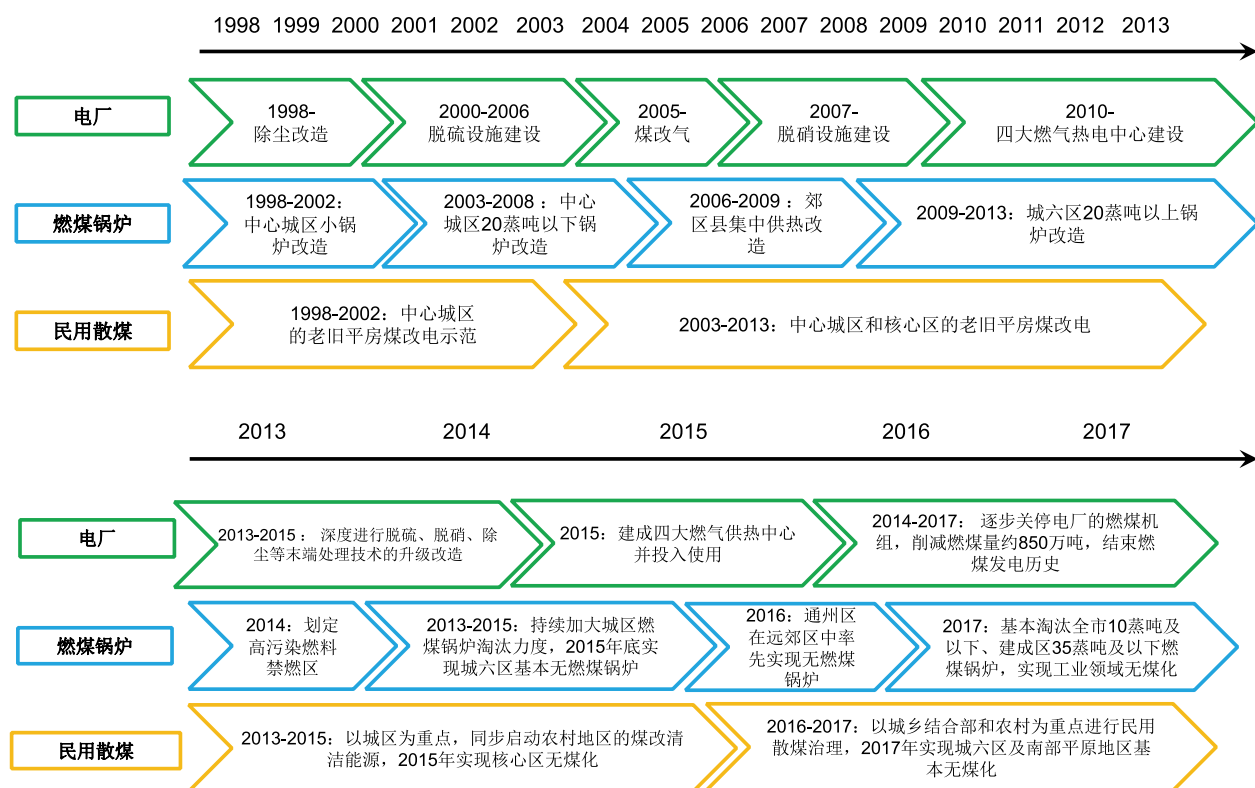 1998 1999 2000 2001 2002 2003 2004 2005 2006 2007 2008 2009 2010 2011 2012 2013
电厂
1998-
除尘改造
2000-2006
脱硫设施建设
2005-
煤改气
2007-
脱硝设施建设
2010-
四大燃气热电中心建设
燃煤锅炉
1998-2002：
中心城区小锅
炉改造
2003-2008 ：中心
城区20蒸吨以下锅
炉改造
2006-2009 ：郊
区县集中供热改
造
2009-2013：城六区20蒸吨以上锅
炉改造
民用散煤
1998-2002：中心城区
的老旧平房煤改电示范
2003-2013：中心城区和核心区的老旧平房煤改电
2013 2014 2015 2016 2017
电厂
2013-2015 ：深度进行脱硫、脱硝、除
尘等末端处理技术的升级改造
2015：建成四大燃气供热中心
并投入使用
2014-2017：逐步关停电厂的燃煤机
组，削减燃煤量约850万吨，结束燃
煤发电历史
燃煤锅炉
2014：划定
高污染燃料
禁燃区
2013-2015：持续加大城区燃
煤锅炉淘汰力度，2015年底实
现城六区基本无燃煤锅炉
2016：通州区
在远郊区中率
先实现无燃煤
锅炉
2017：基本淘汰全市10蒸吨及
以下、建成区35蒸吨及以下燃
煤锅炉，实现工业领域无煤化
民用散煤
2013-2015：以城区为重点，同步启动农村地区的煤改清
洁能源，2015年实现核心区无煤化
2016-2017：以城乡结合部和农村为重点进行民用
散煤治理，2017年实现城六区及南部平原地区基
本无煤化